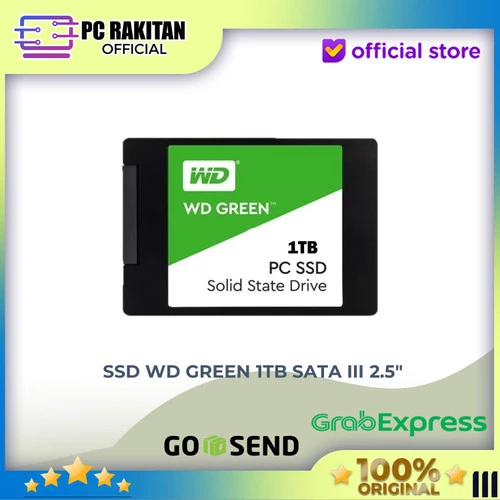 PC RAKITAN
OFFICIAL
official store
WD
WD GREEN™
1TB
PC SSD
Solid State Drive
SSD WD GREEN 1TB SATA III 2.5"
GO SEND
GrabExpress
100%
ORIGINAL